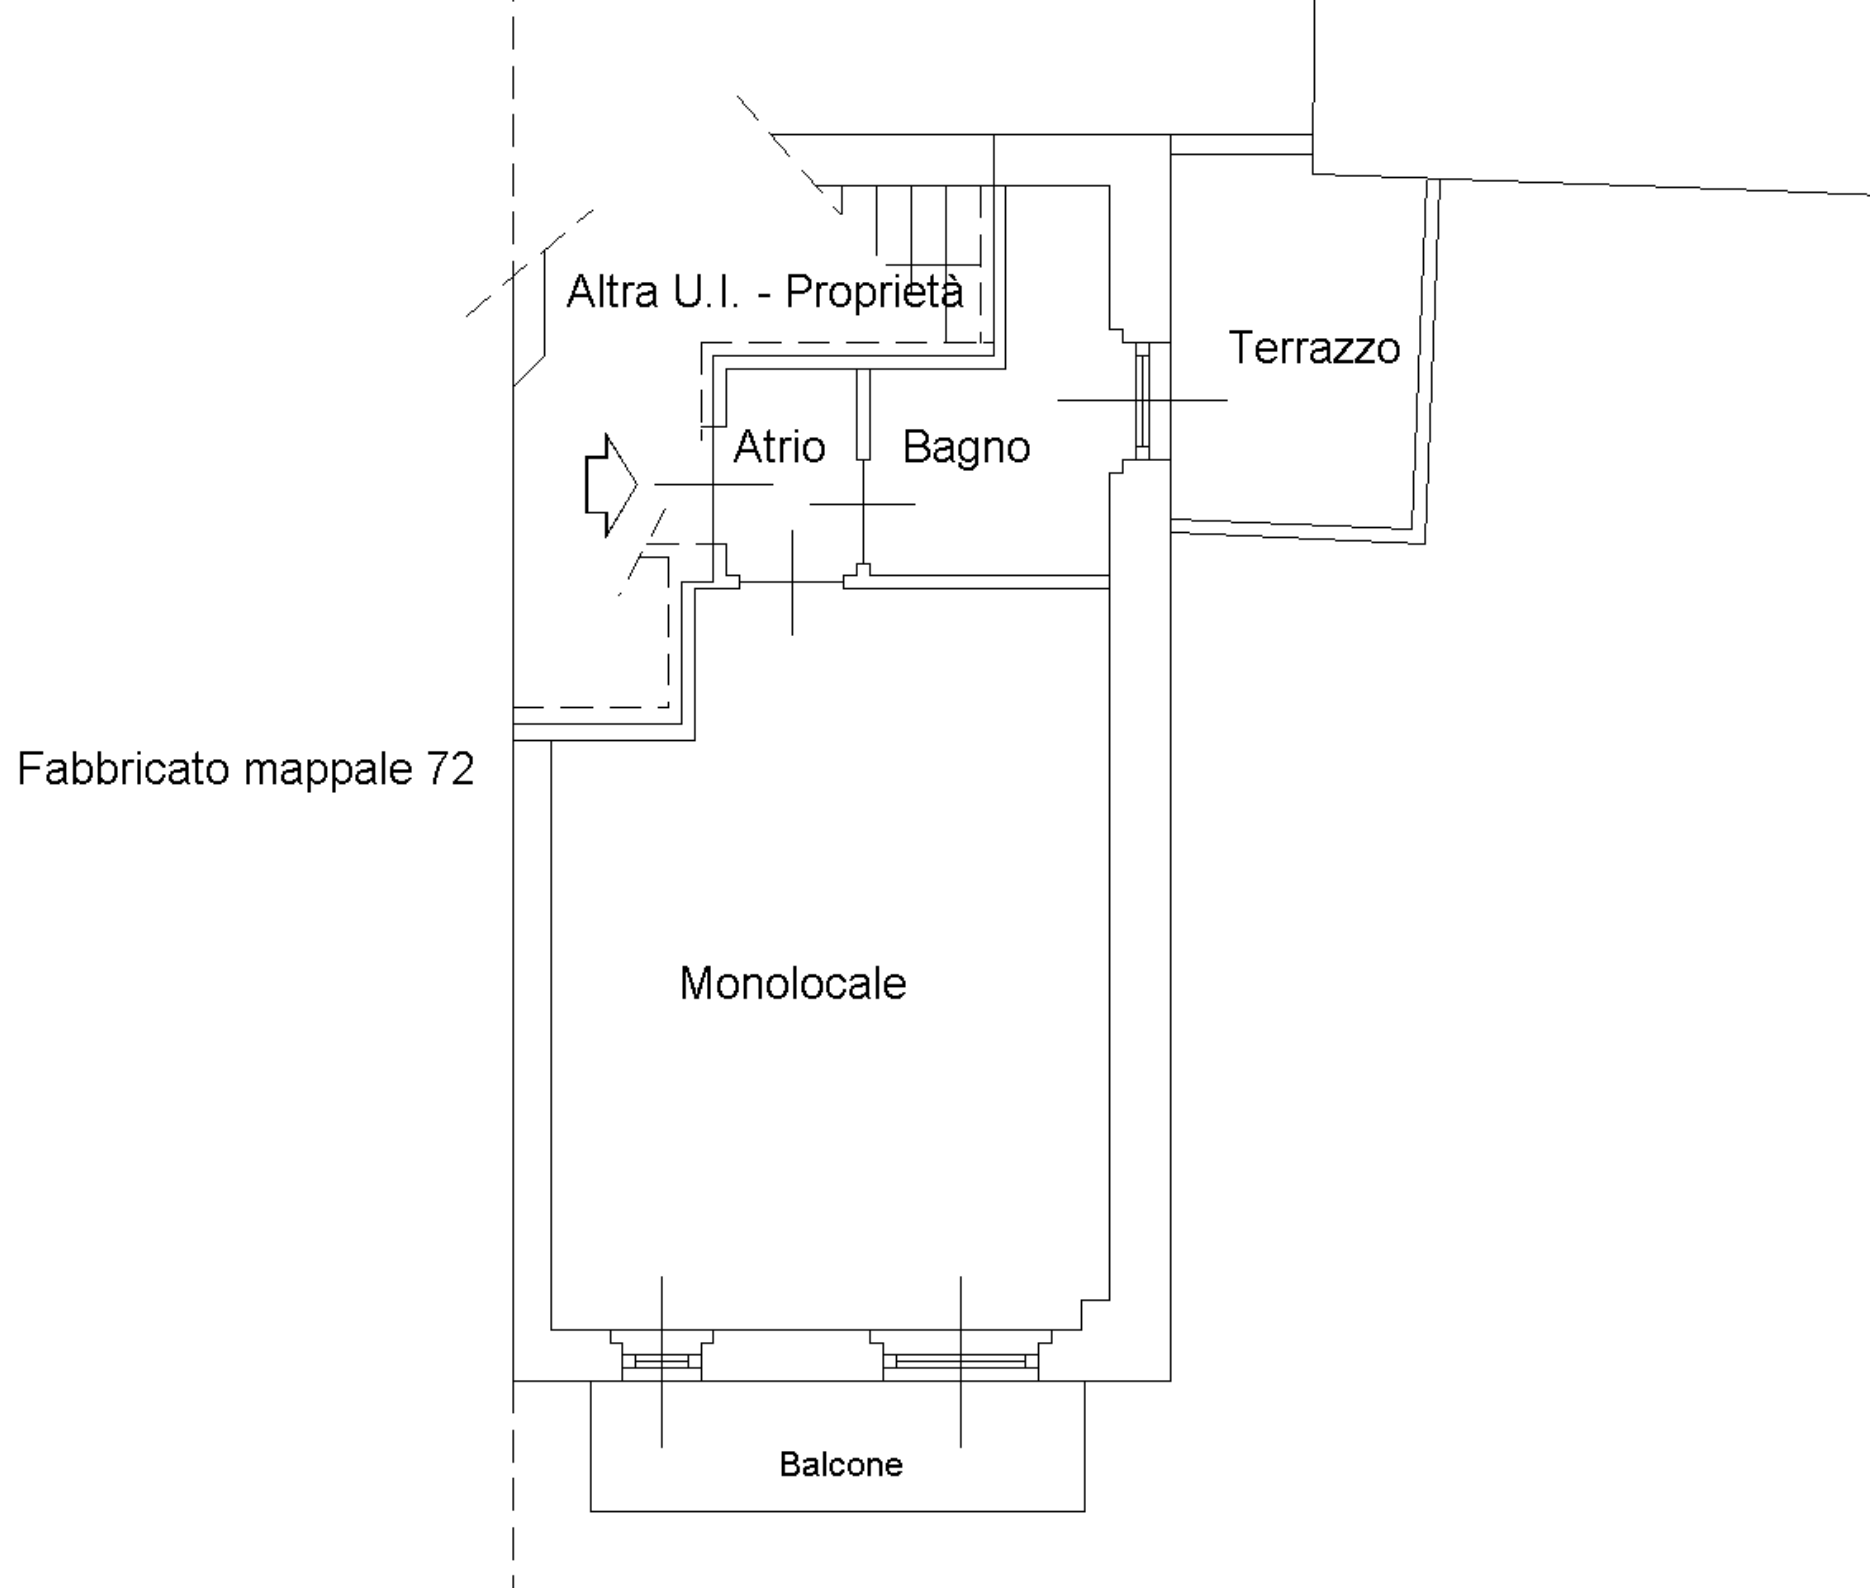 Altra U.I. - Proprietà
Terrazzo
Atrio
Bagno
Fabbricato mappale 72
Monolocale
Balcone